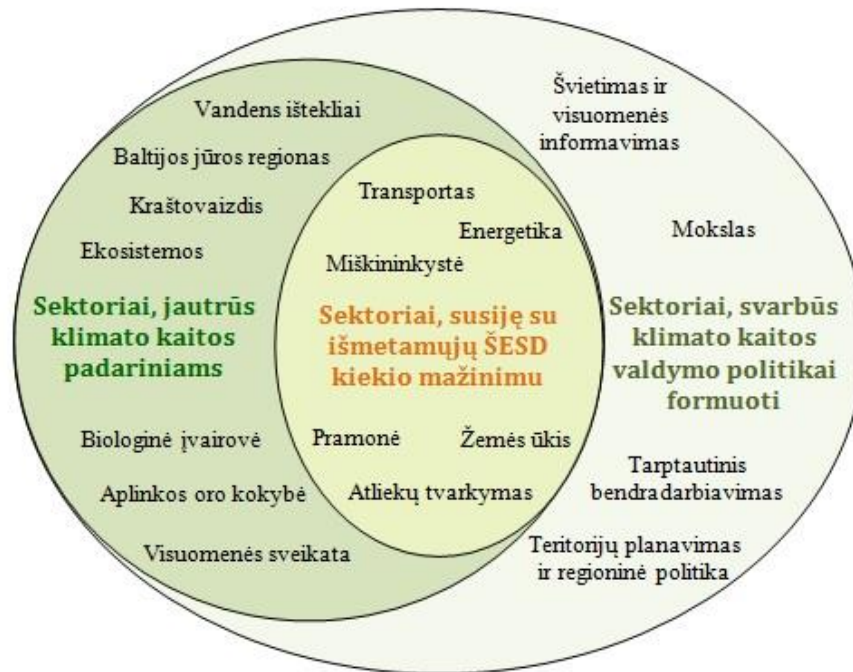 Vandens ištekliai
Baltijos jūros regionas
Kraštovaizdis
Ekosistemos
Sektoriai, jautrūs
klimato kaitos
padariniams
Biologinė įvairovė
Aplinkos oro kokybė
Visuomenės sveikata
Transportas
Energetika
Miškininkystė
Sektoriai, susiję su
išmetamųjų ŠESD
kiekio mažinimu
Pramonė
Žemės ūkis
Atliekų tvarkymas
Švietimas ir
visuomenės
informavimas
Mokslas
Sektoriai, svarbūs
klimato kaitos
valdymo politikai
formuoti
Tarptautinis
bendradarbiavimas
Teritorijų planavimas
ir regioninė politika